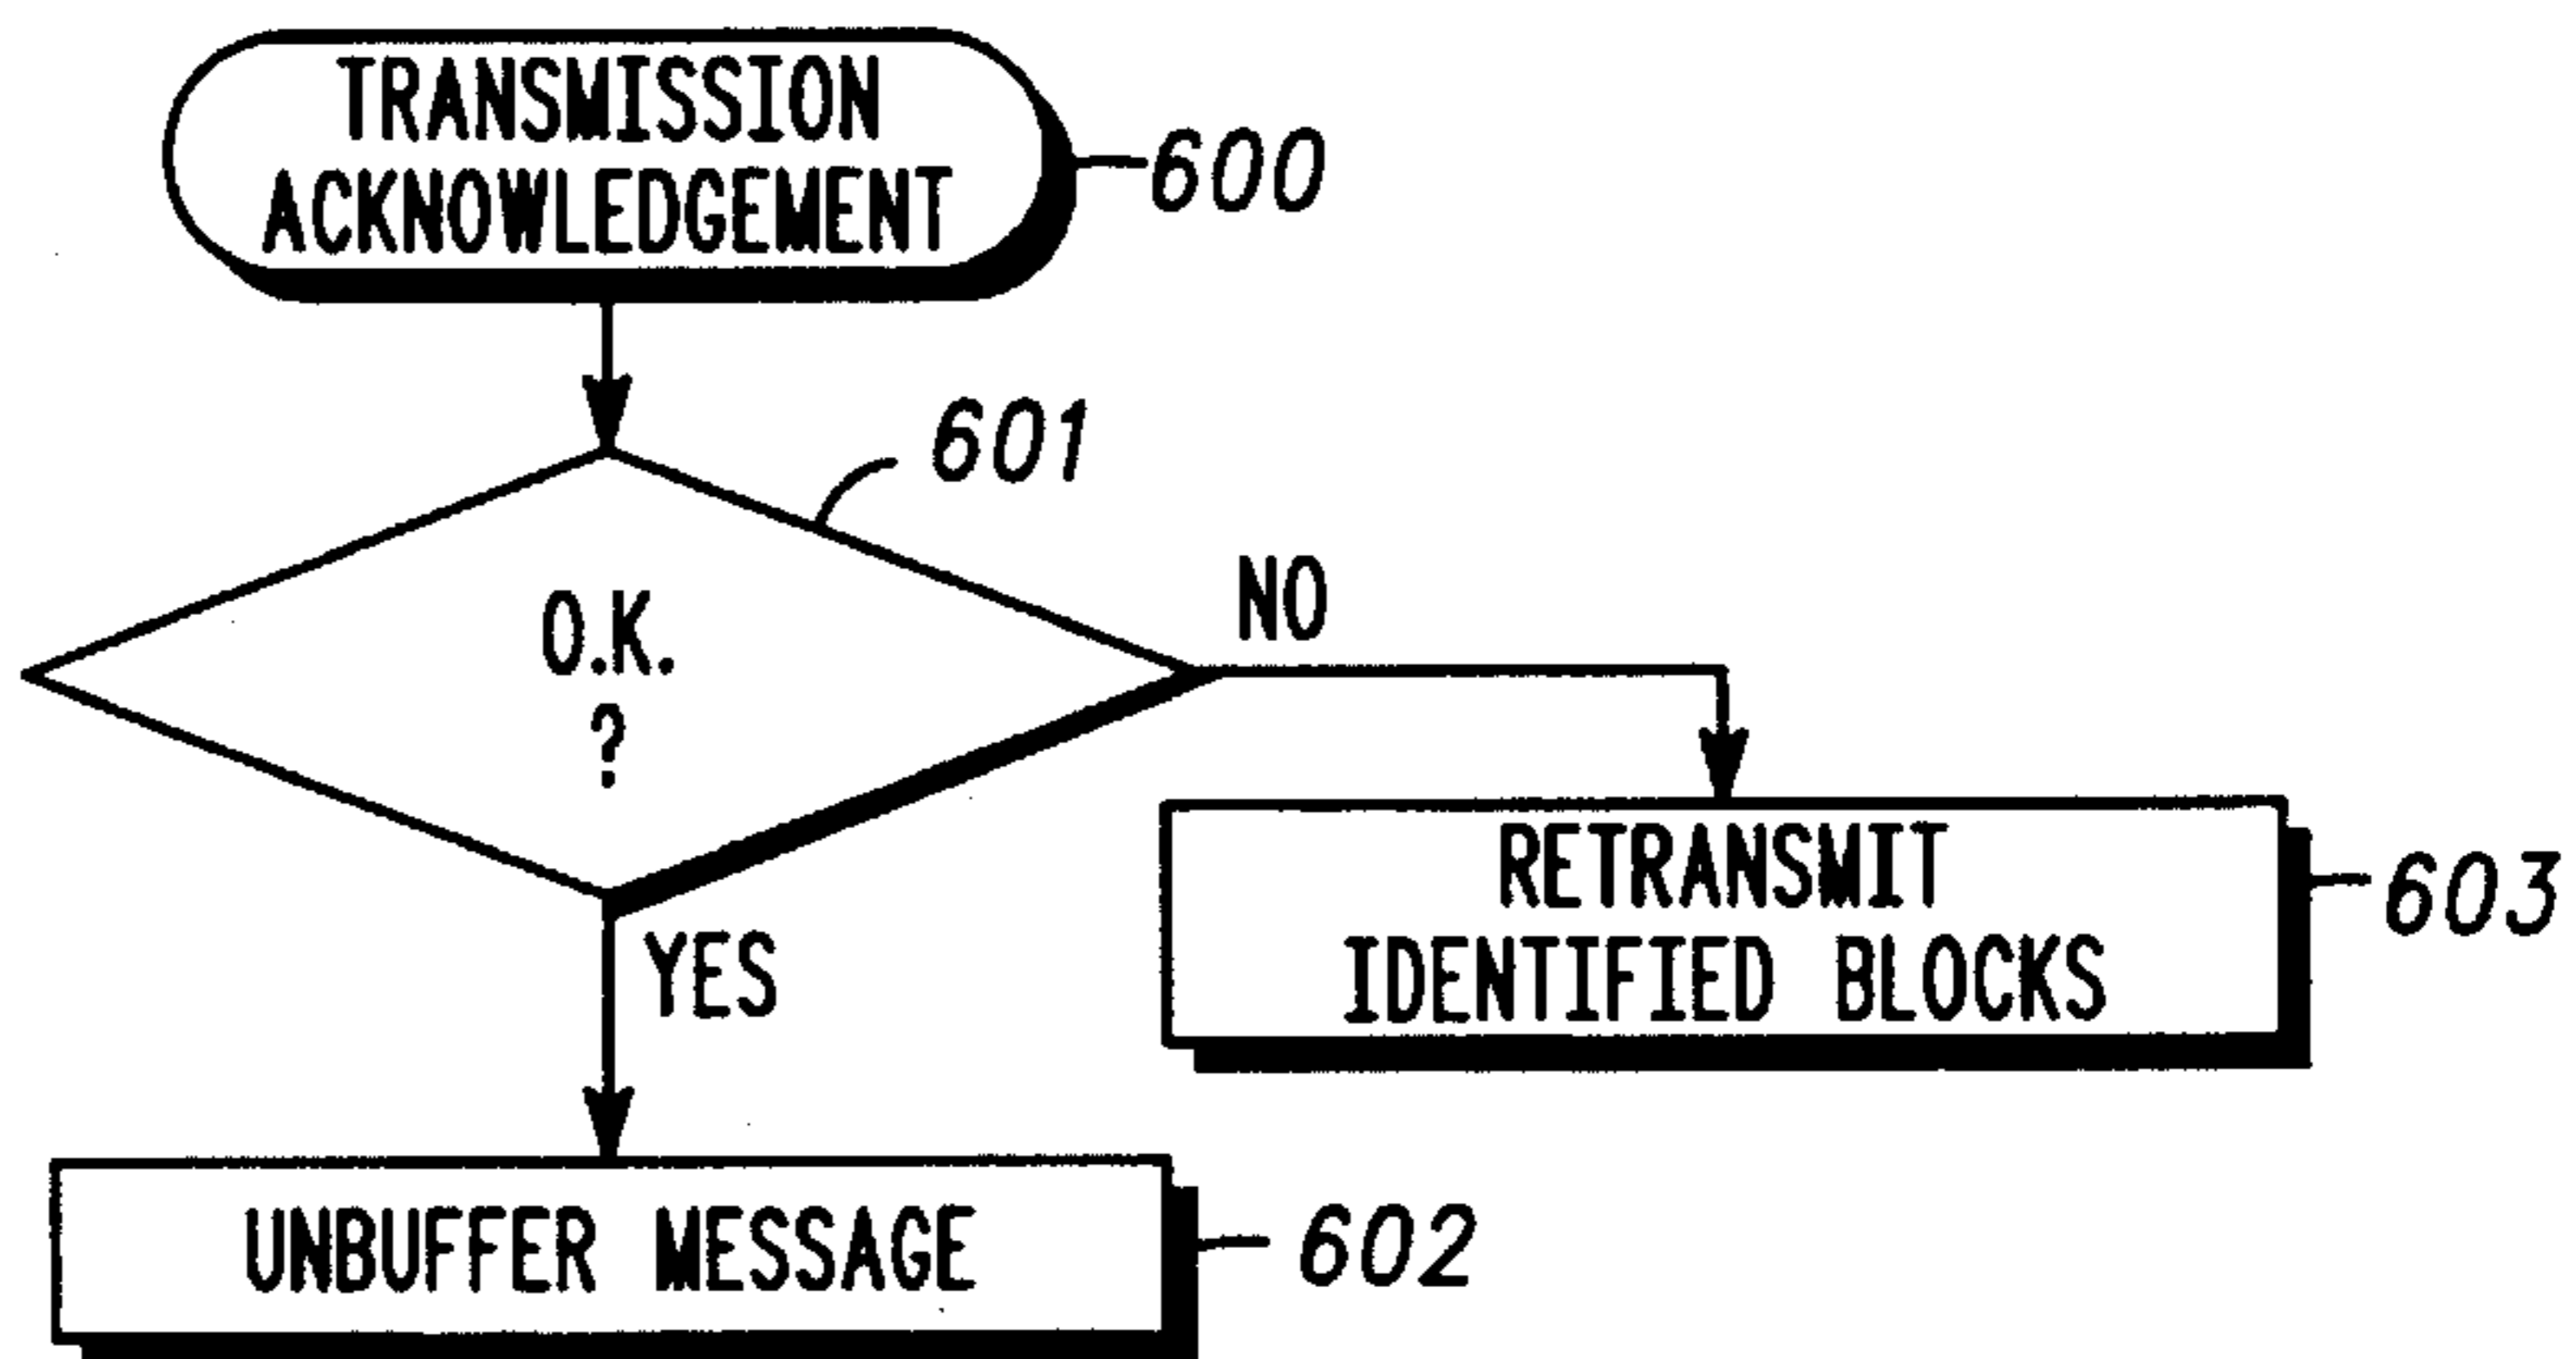 TRANSMISSION
ACKNOWLEDGEMENT
600
601
O.K.
?
NO
YES
RETRANSMIT
IDENTIFIED BLOCKS
603
UNBUFFER MESSAGE
602